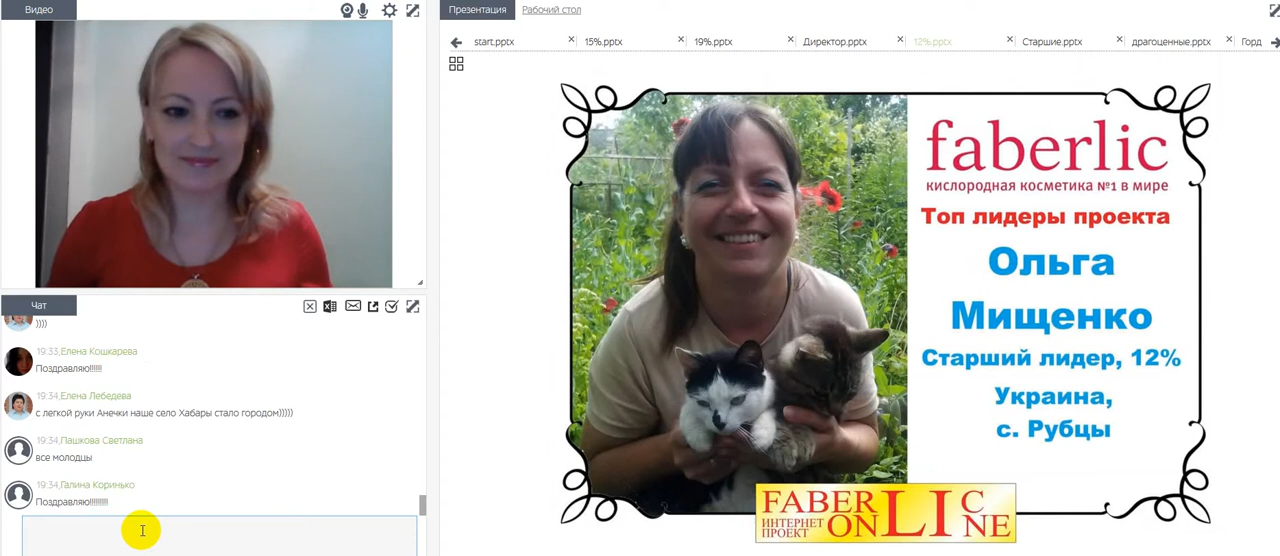 Видео
Чат
))))
19:33,Елена Кошкарева
Поздравляю!!!!!!
19:34,Елена Лебедева
с легкой руки Анечки наше село Хабары стало городом)))))
19:34,Пашкова Светлана
все молодцы
19:34,Галина Коринько
Поздравляю!!!!!!!!!
Презентация Рабочий стол
start.pptx 15%.pptx 19%.pptx Директор.pptx 12%.pptx Старшие.pptx драгоценные.pptx Горд
faberlic
кислородная косметика №1 в мире
Топ лидеры проекта
Ольга
Мищенко
Старший лидер, 12%
Украина,
с. Рубцы
FABERLIC
ИНТЕРНЕТ ПРОЕКТ ONLINE